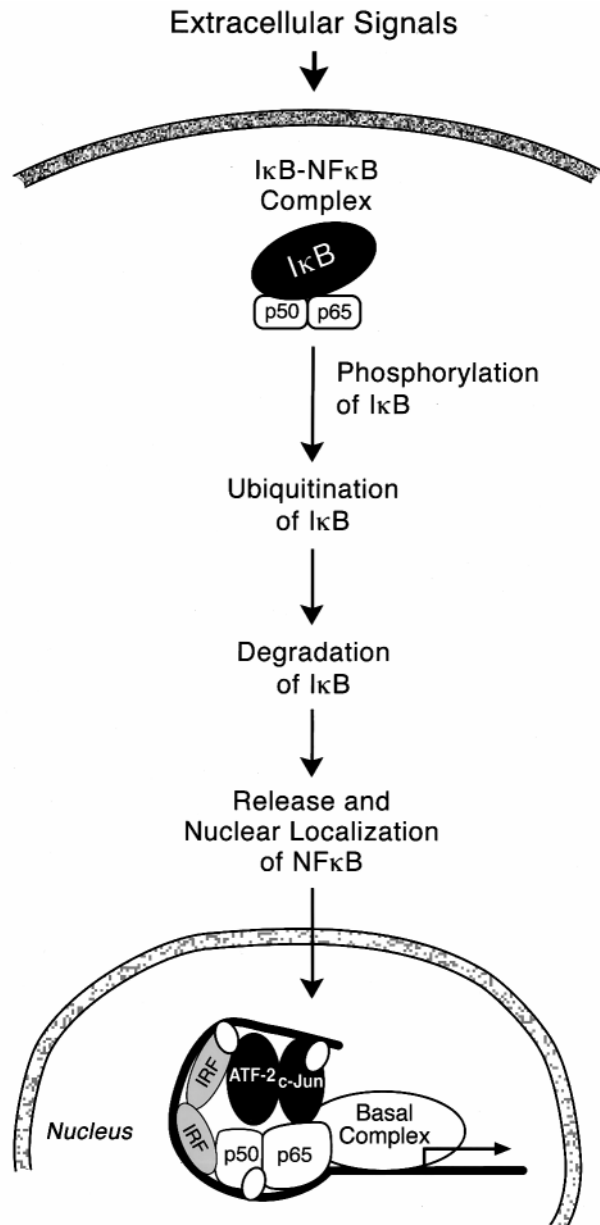 Extracellular Signals
IκB-NFκB
Complex
IκB
p50 p65
Phosphorylation
of IκB
Ubiquitination
of IκB
Degradation
of IκB
Release and
Nuclear Localization
of NFκB
IRF
ATF-2 c-Jun
Basal
Complex
Nucleus
IRF
p50 p65